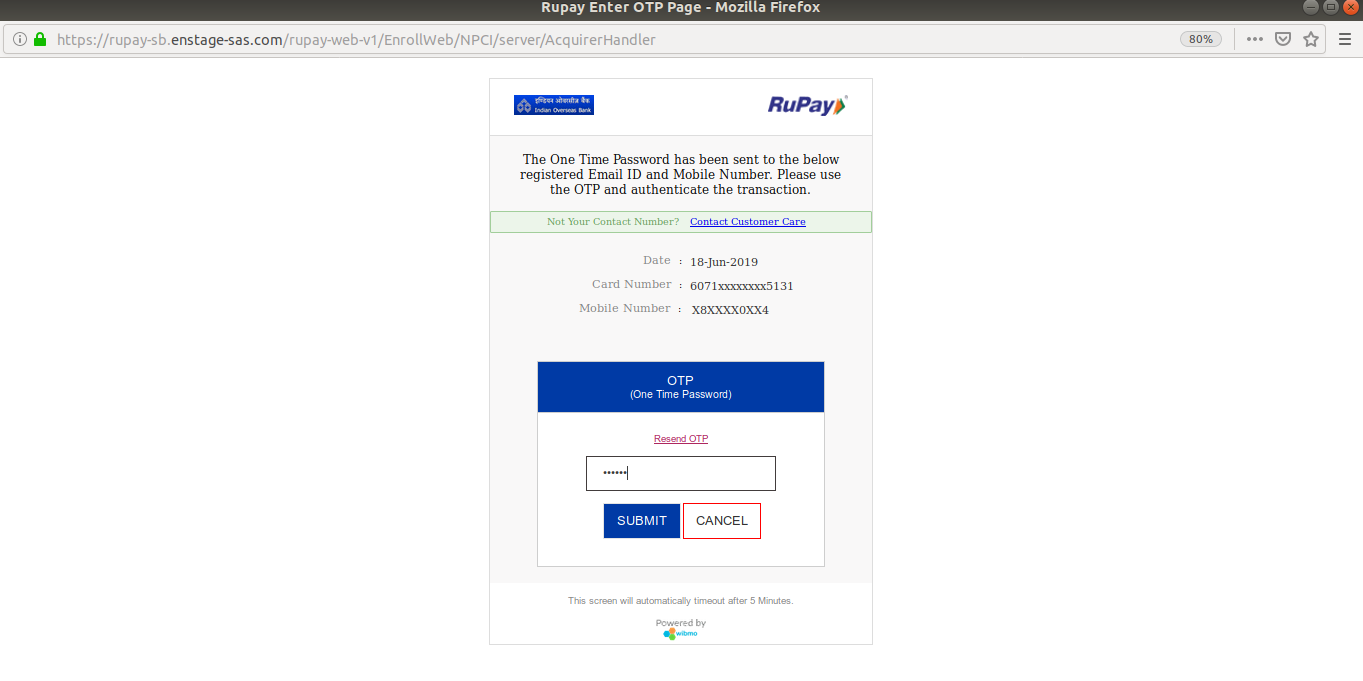 Rupay Enter OTP Page - Mozilla Firefox
https://rupay-sb.enstage-sas.com/rupay-web-v1/EnrollWeb/NPCI/server/AcquirerHandler
80%
इण्डियन ओवरसीज़ बैंक
Indian Overseas Bank
RuPay
The One Time Password has been sent to the below
registered Email ID and Mobile Number. Please use
the OTP and authenticate the transaction.
Not Your Contact Number? Contact Customer Care
Date : 18-Jun-2019
Card Number : 6071xxxxxxxx5131
Mobile Number : X8XXXX0XX4
OTP
(One Time Password)
Resend OTP
••••••
SUBMIT CANCEL
This screen will automatically timeout after 5 Minutes.
Powered by
wibmo